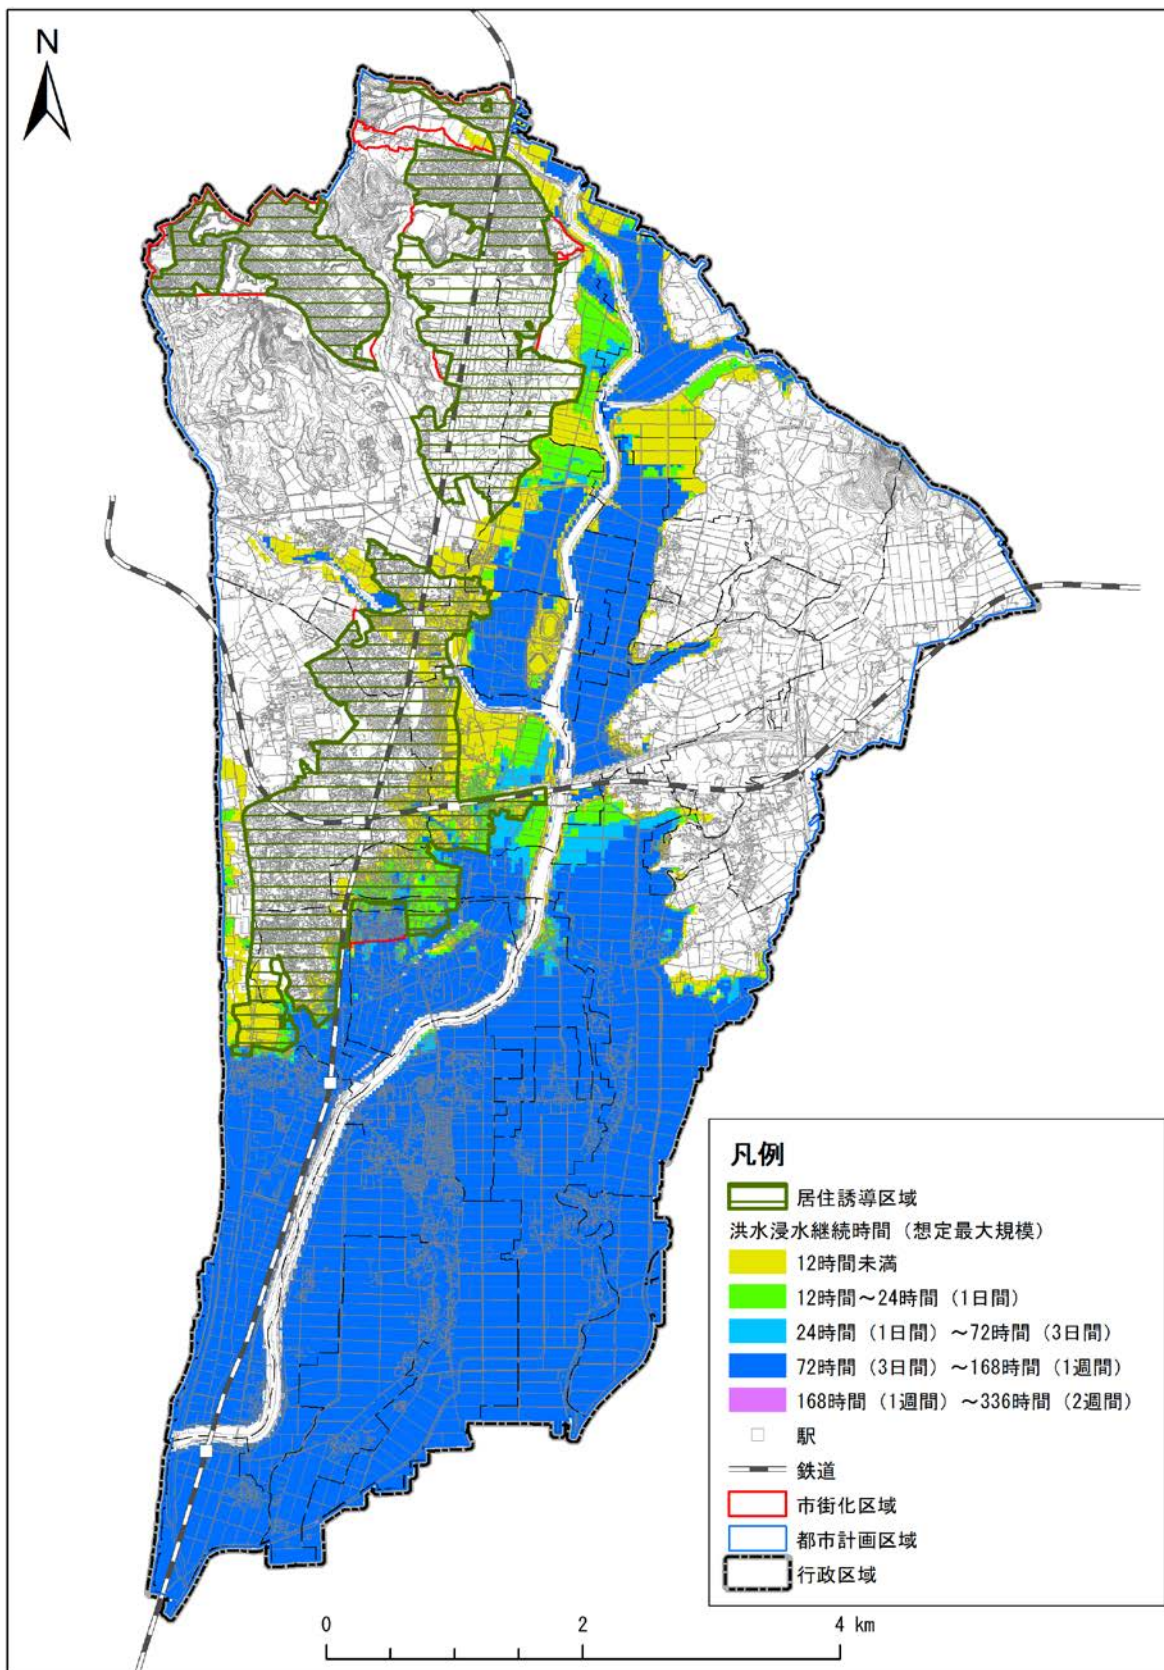 N
凡例
居住誘導区域
洪水浸水継続時間（想定最大規模）
12時間未満
12時間～24時間（1日間）
24時間（1日間）～72時間（3日間）
72時間（3日間）～168時間（1週間）
168時間（1週間）～336時間（2週間）
駅
鉄道
市街化区域
都市計画区域
行政区域
0 2 4 km